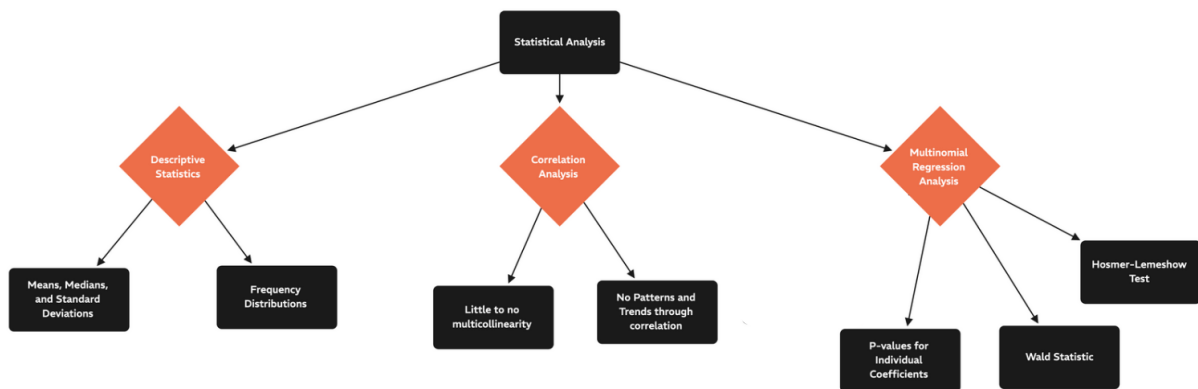 Statistical Analysis
Descriptive
Statistics
Correlation
Analysis
Multinomial
Regression
Analysis
Means, Medians,
and Standard
Deviations
Frequency
Distributions
Little to no
multicollinearity
No Patterns and
Trends through
correlation
Hosmer-Lemeshow
Test
P-values for
Individual
Coefficients
Wald Statistic